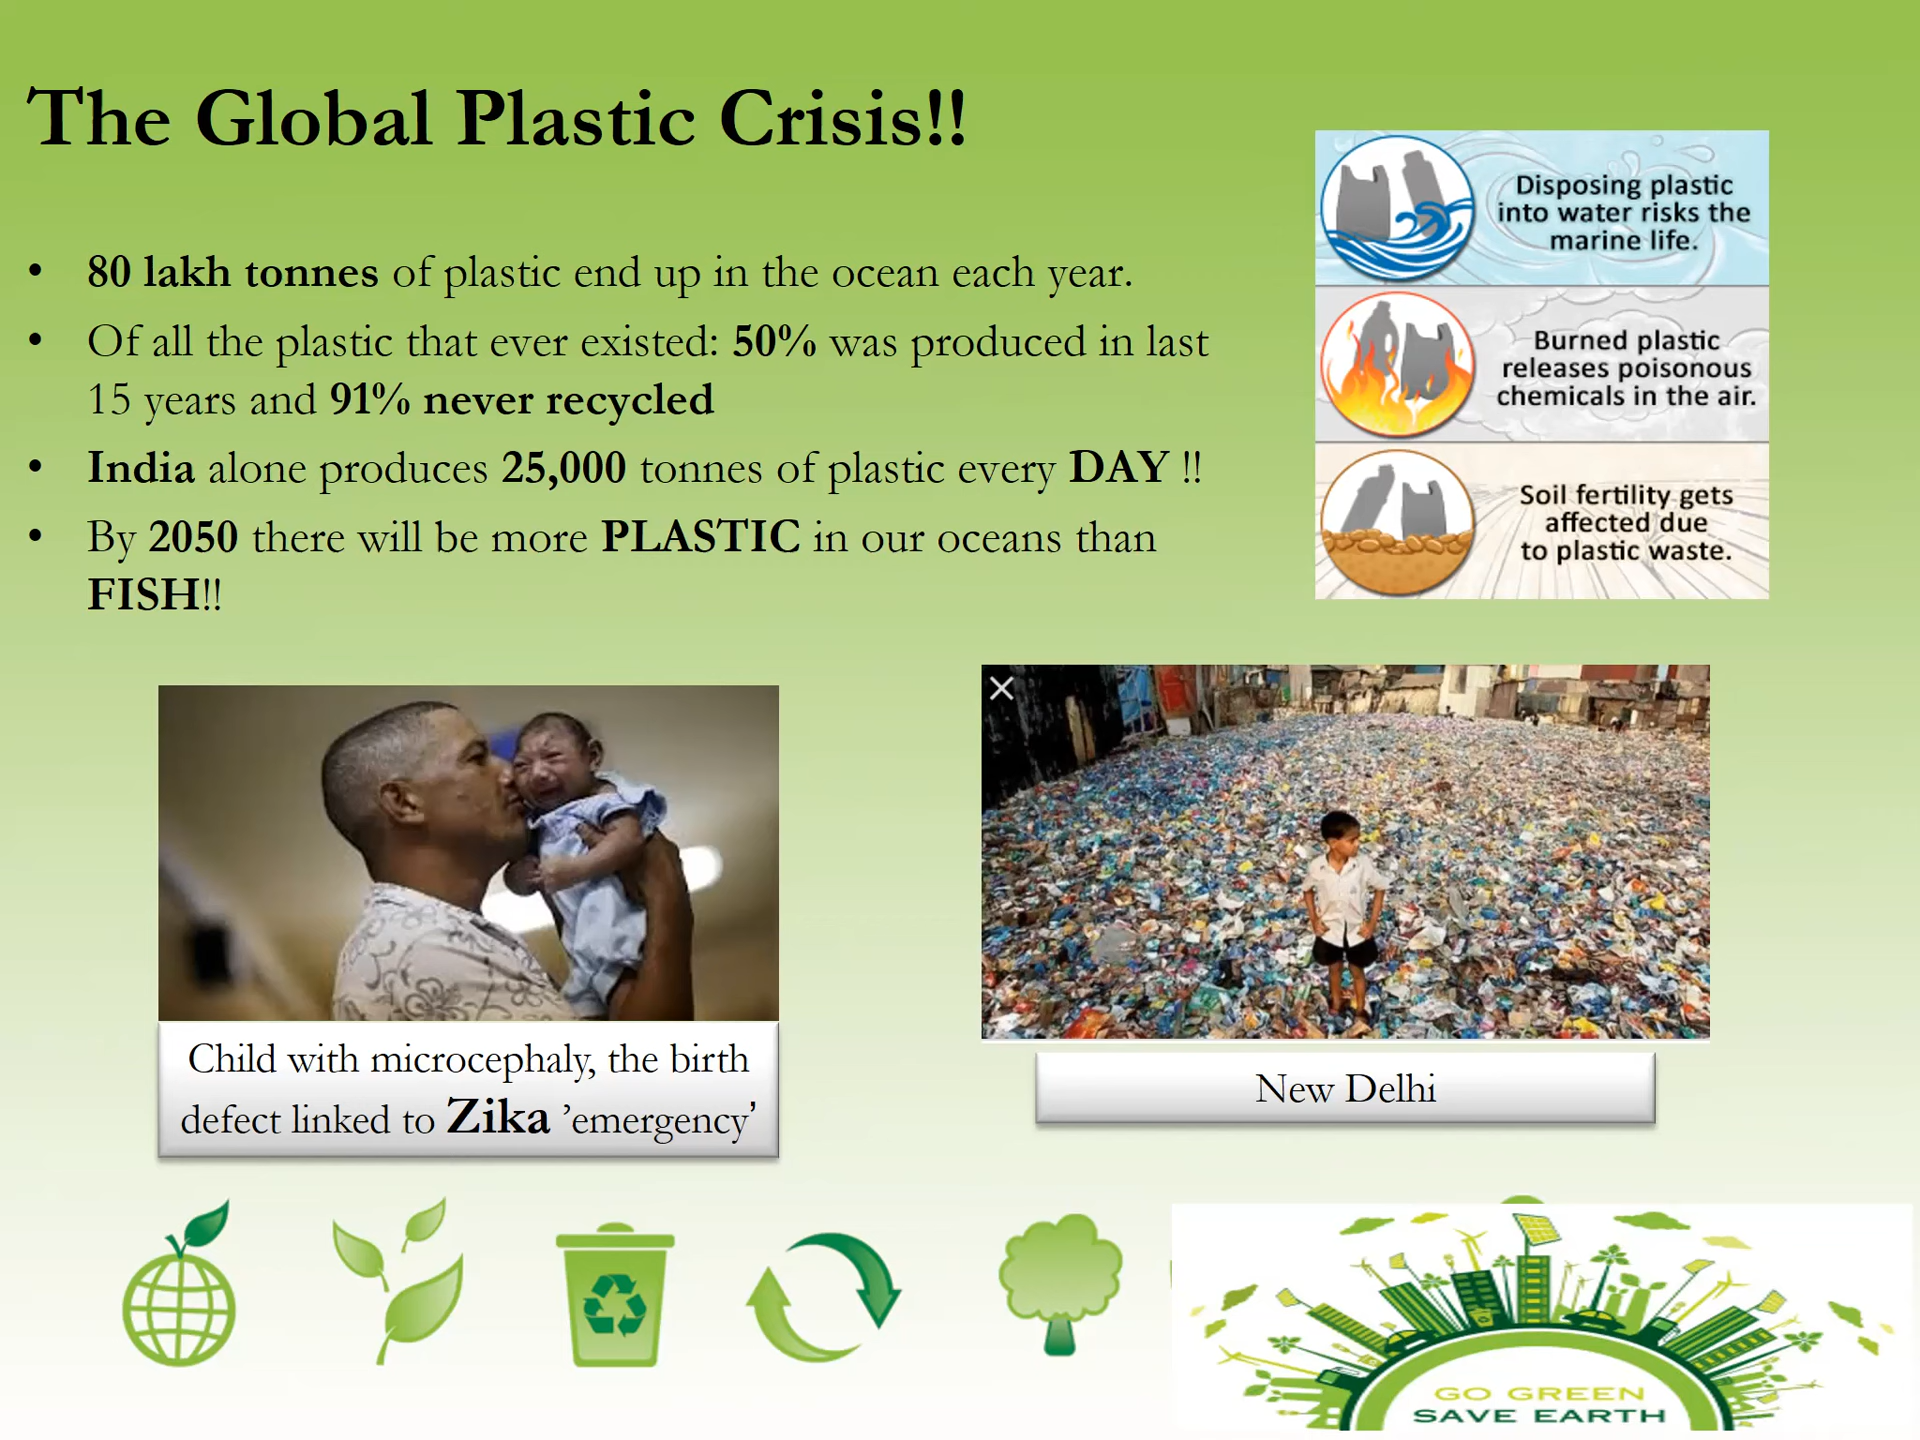 The Global Plastic Crisis!!
• 80 lakh tonnes of plastic end up in the ocean each year.
• Of all the plastic that ever existed: 50% was produced in last
15 years and 91% never recycled
• India alone produces 25,000 tonnes of plastic every DAY !!
• By 2050 there will be more PLASTIC in our oceans than
FISH!!
Disposing plastic
into water risks the
marine life.
Burned plastic
releases poisonous
chemicals in the air.
Soil fertility gets
affected due
to plastic waste.
Child with microcephaly, the birth
defect linked to Zika ’emergency’
New Delhi
GO GREEN
SAVE EARTH